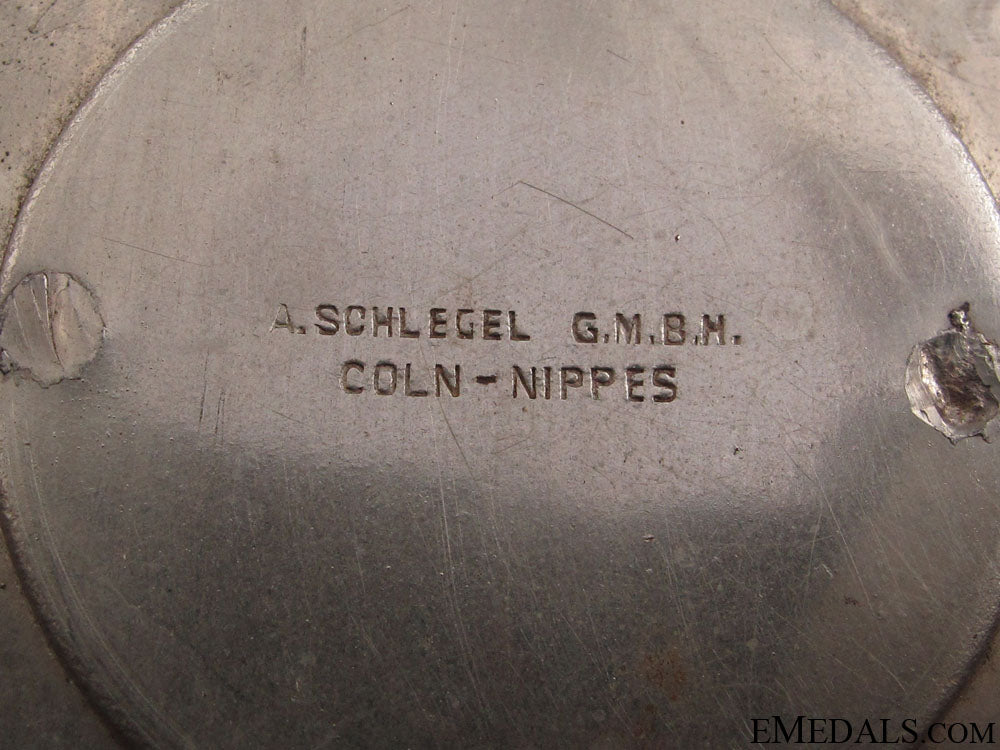 A. SCHLEGEL G.M.B.H.
COLN-NIPPES
EMEDALS.COM